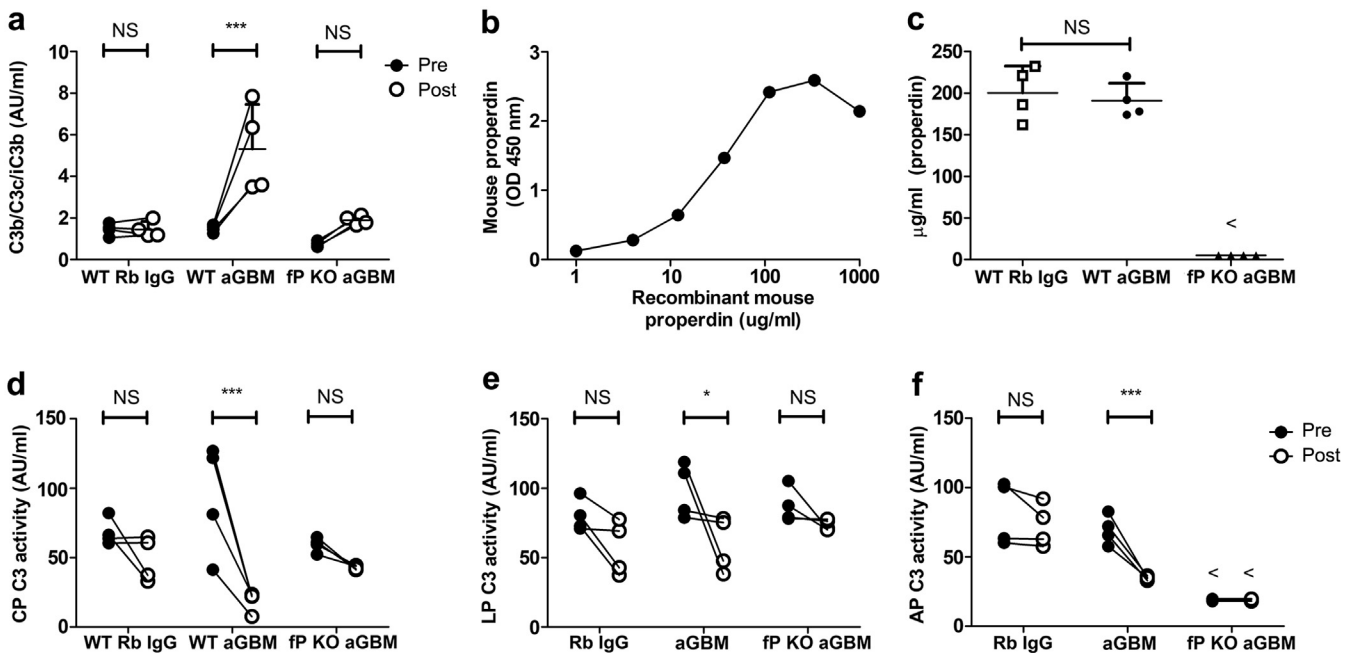 a
NS *** NS
10
8
6
4
2
0
C3b/C3c/iC3b (AU/ml)
WT Rb IgG WT aGBM fP KO aGBM
Pre
Post
b
3
2
1
0
Mouse properdin
(OD 450 nm)
1 10 100 1000
Recombinant mouse
properdin (ug/ml)
c
NS
250
200
150
100
50
0
µg/ml (properdin)
<
WT Rb IgG WT aGBM fP KO aGBM
d
NS *** NS
150
100
50
0
CP C3 activity (AU/ml)
WT Rb IgG WT aGBM fP KO aGBM
e
NS * NS
150
100
50
0
LP C3 activity (AU/ml)
Rb IgG aGBM fP KO aGBM
f
NS ***
150
100
50
0
AP C3 activity (AU/ml)
< <
Rb IgG aGBM fP KO aGBM
Pre
Post